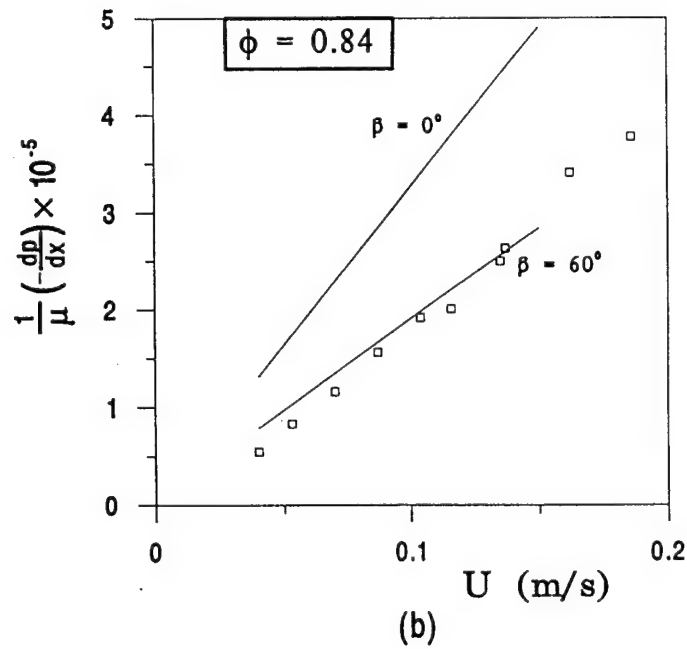 5
4
3
2
1
0
1/μ (-dp/dx) × 10⁻⁵
ϕ = 0.84
β = 0°
β = 60°
0
0.1
0.2
U (m/s)
(b)